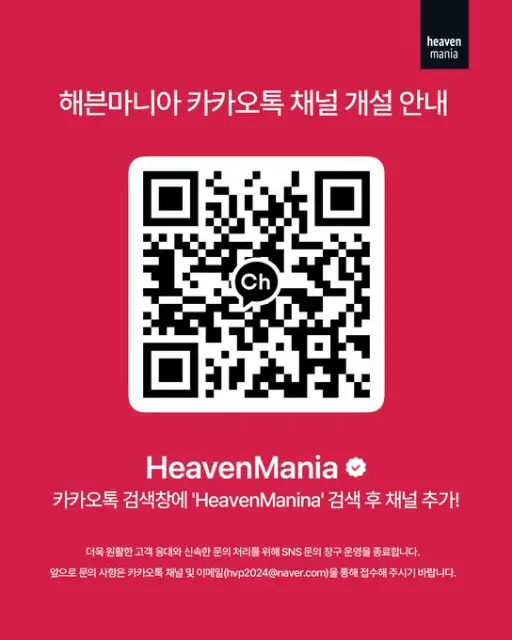 heaven
mania
해븐마니아 카카오톡 채널 개설 안내
Ch
HeavenMania
카카오톡 검색창에 'HeavenManina' 검색 후 채널 추가!
더욱 원활한 고객 응대와 신속한 문의 처리를 위해 SNS 문의 창구 운영을 종료합니다.
앞으로 문의 사항은 카카오톡 채널 및 이메일(hvp2024@naver.com)을 통해 접수해 주시기 바랍니다.